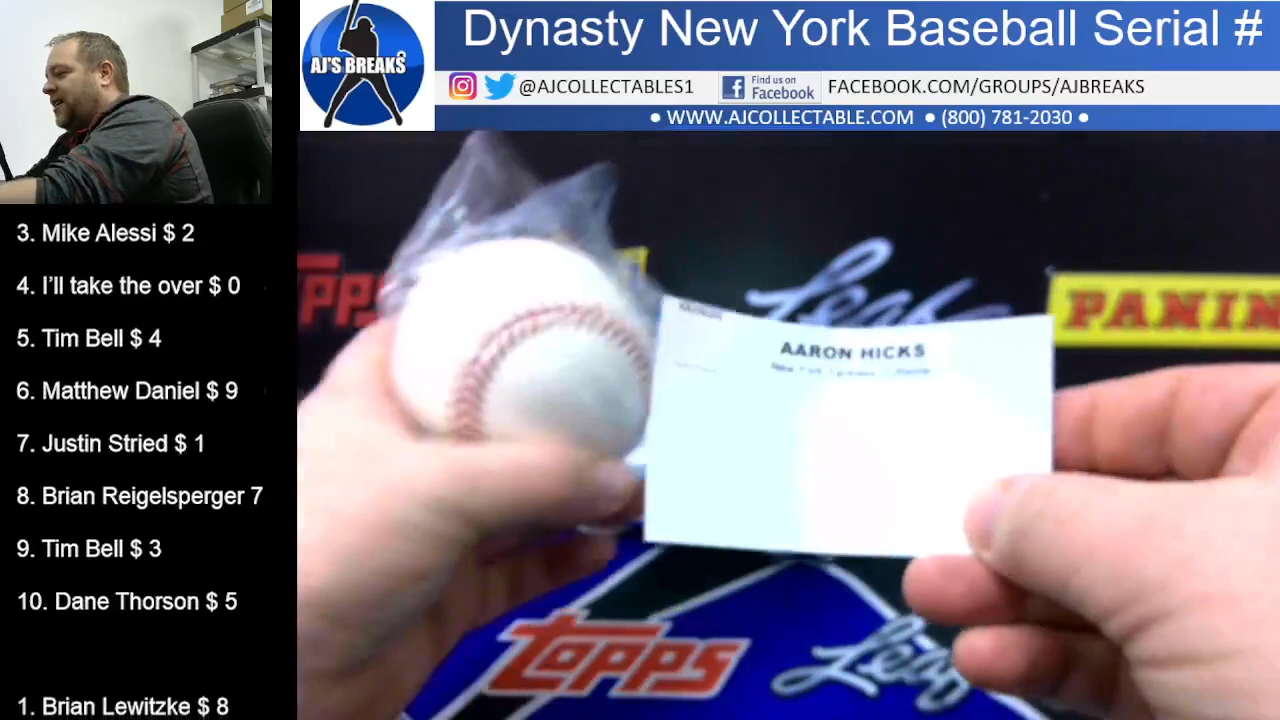 Dynasty New York Baseball Serial #
AJ'S BREAKS
@AJCOLLECTABLES1
Find us on
Facebook
FACEBOOK.COM/GROUPS/AJBREAKS
• WWW.AJCOLLECTABLE.COM • (800) 781-2030 •
3. Mike Alessi $ 2
4. I'll take the over $ 0
5. Tim Bell $ 4
6. Matthew Daniel $ 9
7. Justin Stried $ 1
8. Brian Reigelsperger 7
9. Tim Bell $ 3
10. Dane Thorson $ 5
1. Brian Lewitzke $ 8
TOPPS
Leaf
PANINI
AARON HICKS
TOPPS
Leaf